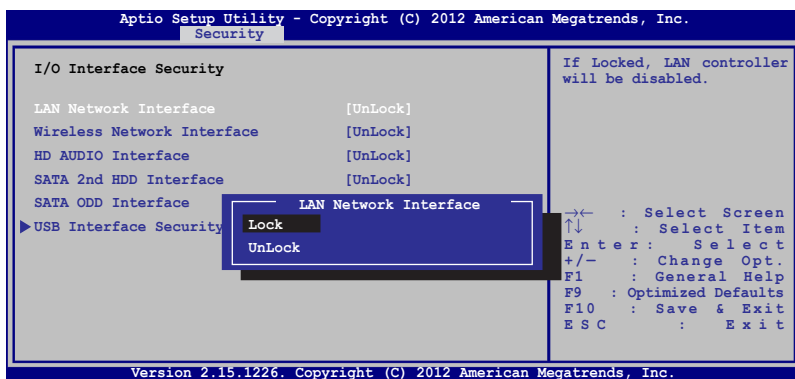 Aptio Setup Utility - Copyright (C) 2012 American Megatrends, Inc.
Security
I/O Interface Security
LAN Network Interface [UnLock]
Wireless Network Interface [UnLock]
HD AUDIO Interface [UnLock]
SATA 2nd HDD Interface [UnLock]
SATA ODD Interface
USB Interface Security
LAN Network Interface
Lock
UnLock
If Locked, LAN controller
will be disabled.
→← : Select Screen
↑↓ : Select Item
Enter: Select
+/— : Change Opt.
F1 : General Help
F9 : Optimized Defaults
F10 : Save & Exit
ESC : Exit
Version 2.15.1226. Copyright (C) 2012 American Megatrends, Inc.